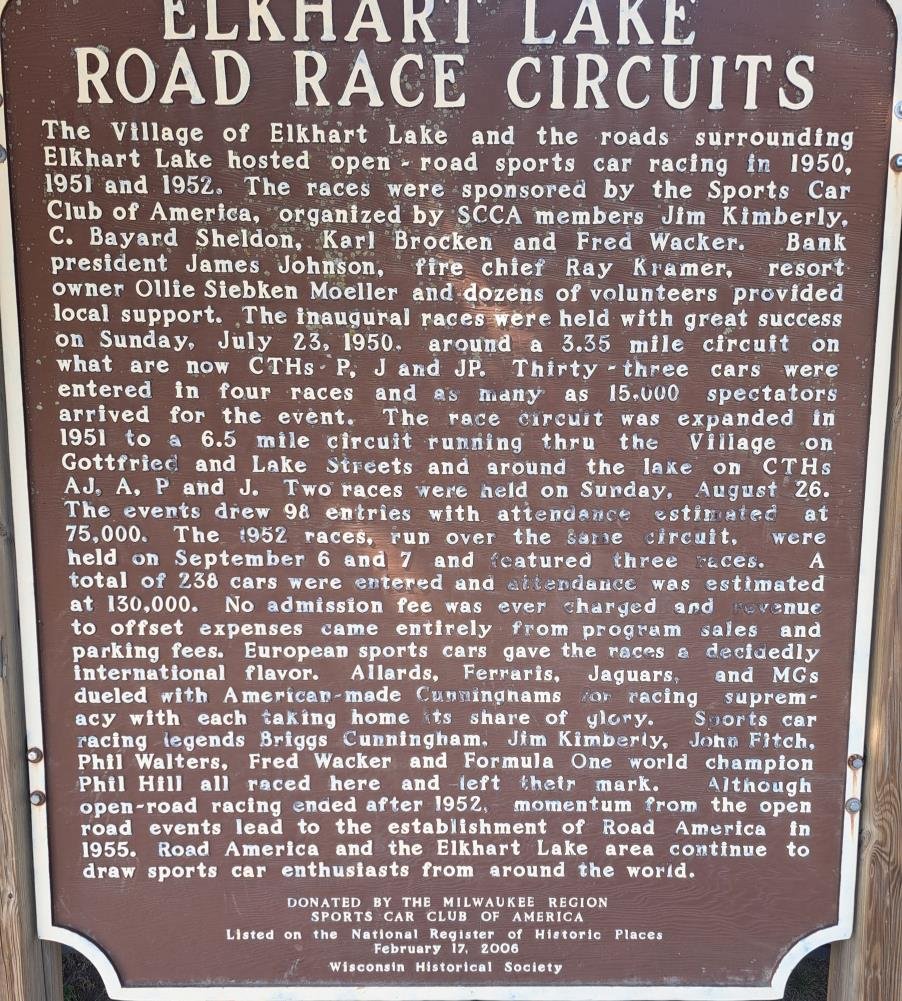 ELKHART LAKE
ROAD RACE CIRCUITS
The Village of Elkhart Lake and the roads surrounding
Elkhart Lake hosted open-road sports car racing in 1950,
1951 and 1952. The races were sponsored by the Sports Car
Club of America, organized by SCCA members Jim Kimberly,
C. Bayard Sheldon, Karl Brocken and Fred Wacker. Bank
president James Johnson, fire chief Ray Kramer, resort
owner Ollie Siebken Moeller and dozens of volunteers provided
local support. The inaugural races were held with great success
on Sunday, July 23, 1950, around a 3.35 mile circuit on
what are now CTHs P, J and JP. Thirty-three cars were
entered in four races and as many as 15,000 spectators
arrived for the event. The race circuit was expanded in
1951 to a 6.5 mile circuit running thru the Village on
Gottfried and Lake Streets and around the lake on CTHs
AJ, A, P and J. Two races were held on Sunday, August 26.
The events drew 98 entries with attendance estimated at
75,000. The 1952 races, run over the same circuit, were
held on September 6 and 7 and featured three races. A
total of 238 cars were entered and attendance was estimated
at 130,000. No admission fee was ever charged and revenue
to offset expenses came entirely from program sales and
parking fees. European sports cars gave the races a decidedly
international flavor. Allards, Ferraris, Jaguars, and MGs
dueled with American-made Cunninghams for racing suprem-
acy with each taking home its share of glory. Sports car
racing legends Briggs Cunningham, Jim Kimberly, John Fitch,
Phil Walters, Fred Wacker and Formula One world champion
Phil Hill all raced here and left their mark. Although
open-road racing ended after 1952, momentum from the open
road events lead to the establishment of Road America in
1955. Road America and the Elkhart Lake area continue to
draw sports car enthusiasts from around the world.
DONATED BY THE MILWAUKEE REGION
SPORTS CAR CLUB OF AMERICA
Listed on the National Register of Historic Places
February 17, 2006
Wisconsin Historical Society